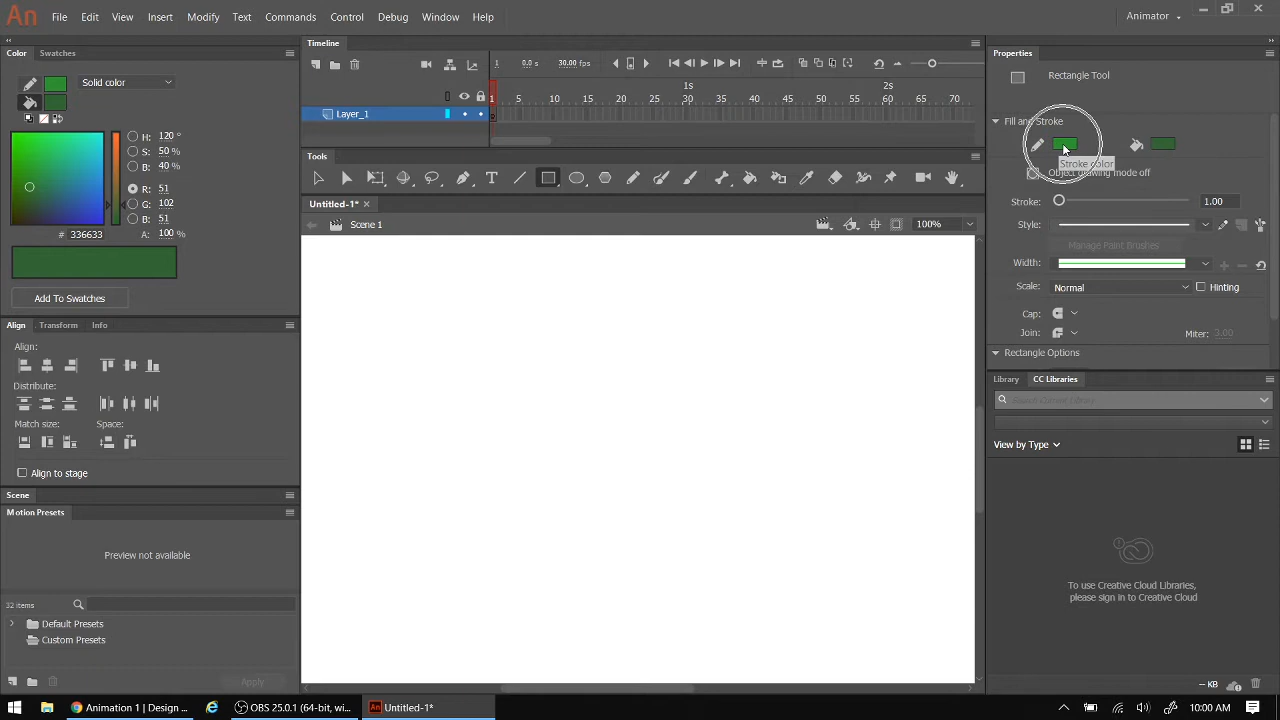 An File Edit View Insert Modify Text Commands Control Debug Window Help Animator
Color Swatches
Solid color
H: 120 °
S: 50 %
B: 40 %
R: 51
G: 102
B: 51
# 336633 A: 100 %
Add To Swatches
Align Transform Info
Align:
Distribute:
Match size: Space:
Align to stage
Scene
Motion Presets
Preview not available
32 items
Default Presets
Custom Presets
Apply
Timeline
1 0.0 s 30.00 fps
1s 2s
1 5 10 15 20 25 30 35 40 45 50 55 60 65 70
Layer_1
Tools
Untitled-1*
Scene 1 100%
Properties
Rectangle Tool
Fill and Stroke
Stroke color
Object drawing mode off
Stroke: 1.00
Style:
Manage Paint Brushes
Width:
Scale: Normal Hinting
Cap:
Join: Miter: 3.00
Rectangle Options
Library CC Libraries
Search Current Library
View by Type
To use Creative Cloud Libraries,
please sign in to Creative Cloud
-- KB
Animation 1 | Design ... OBS 25.0.1 (64-bit, wi... An Untitled-1* 10:00 AM